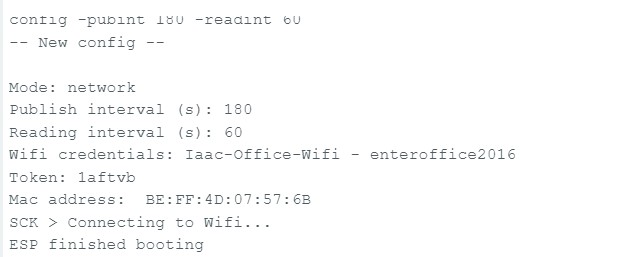 config -pubint 180 -readint 60
-- New config --
Mode: network
Publish interval (s): 180
Reading interval (s): 60
Wifi credentials: Iaac-Office-Wifi - enteroffice2016
Token: 1aftvb
Mac address:  BE:FF:4D:07:57:6B
SCK > Connecting to Wifi...
ESP finished booting